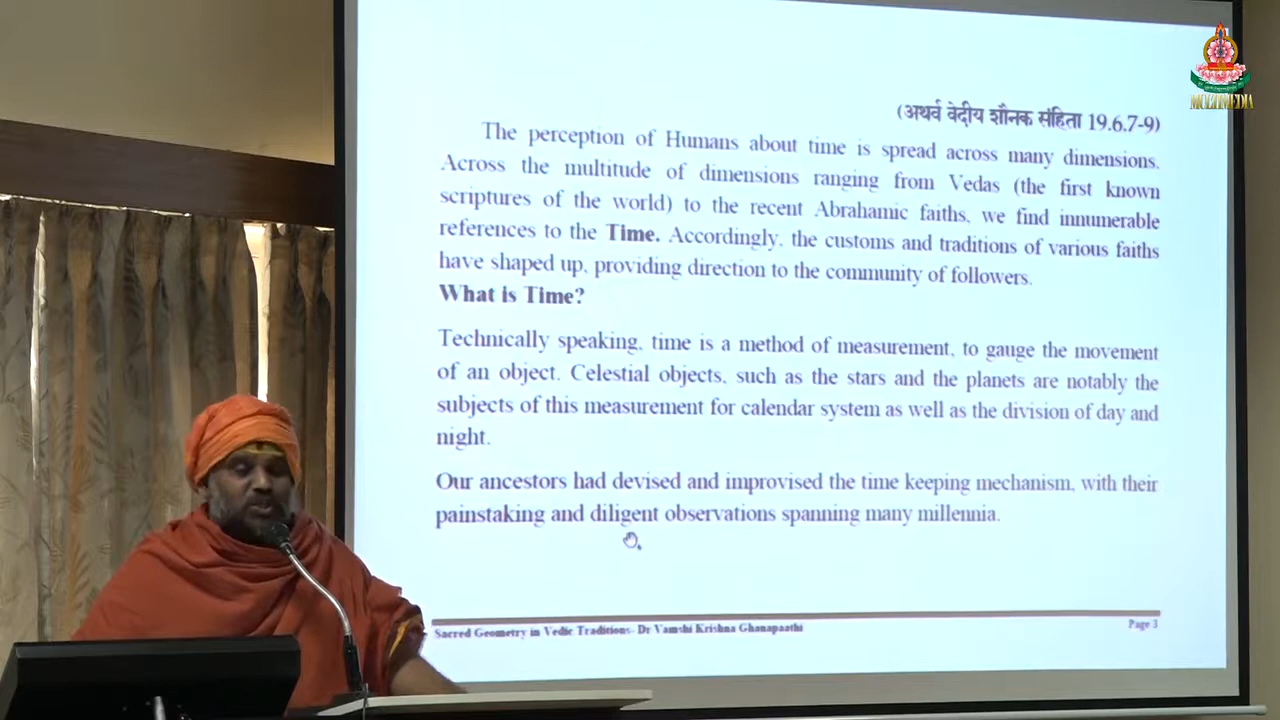 MULTIMEDIA
(अथर्व वेदीय शौनक संहिता 19.6.7-9)
The perception of Humans about time is spread across many dimensions.
Across the multitude of dimensions ranging from Vedas (the first known
scriptures of the world) to the recent Abrahamic faiths, we find innumerable
references to the Time. Accordingly, the customs and traditions of various faiths
have shaped up, providing direction to the community of followers.
What is Time?
Technically speaking, time is a method of measurement, to gauge the movement
of an object. Celestial objects, such as the stars and the planets are notably the
subjects of this measurement for calendar system as well as the division of day and
night.
Our ancestors had devised and improvised the time keeping mechanism, with their
painstaking and diligent observations spanning many millennia.
Sacred Geometry in Vedic Traditions- Dr Vamshi Krishna Ghanapaathi
Page 3